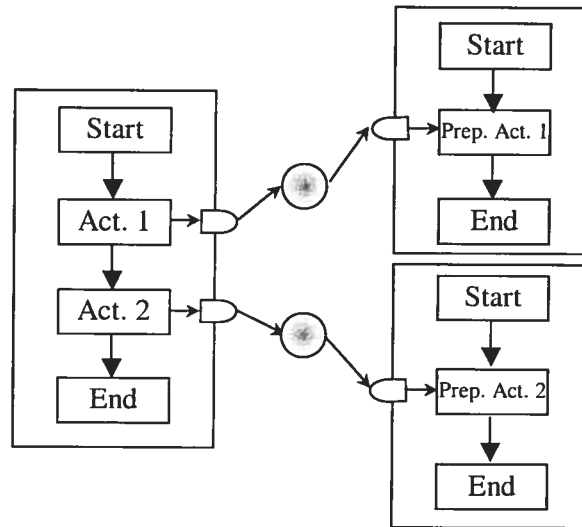 Start
Act. 1
Act. 2
End
Start
Prep. Act. 1
End
Start
Prep. Act. 2
End